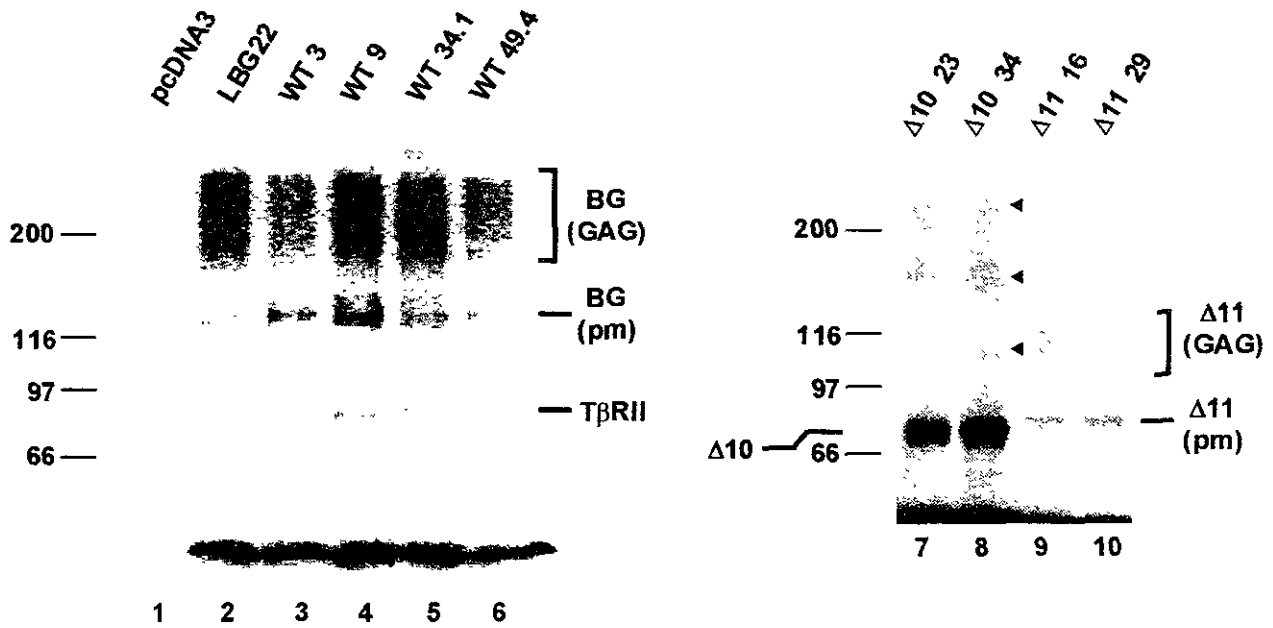 pcDNA3
LBG22
WT 3
WT 9
WT 34.1
WT 49.4
200
116
97
66
BG
(GAG)
BG
(pm)
TβRII
1 2 3 4 5 6
Δ10 23
Δ10 34
Δ11 16
Δ11 29
200
116
97
66
Δ10
Δ11
(GAG)
Δ11
(pm)
7 8 9 10